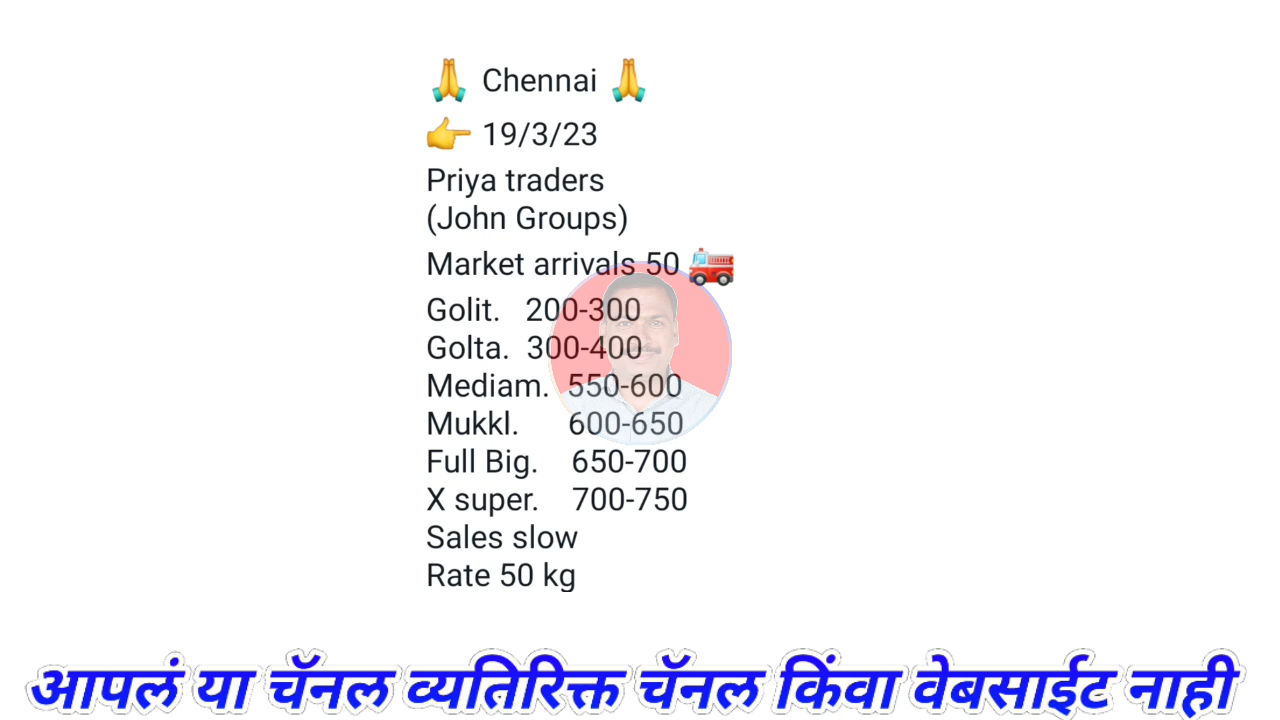 🙏 Chennai 🙏
👉 19/3/23
Priya traders
(John Groups)
Market arrivals 50 🚒
Golit. 200-300
Golta. 300-400
Mediam. 550-600
Mukkl. 600-650
Full Big. 650-700
X super. 700-750
Sales slow
Rate 50 kg
आपलं या चॅनल व्यतिरिक्त चॅनल किंवा वेबसाईट नाही